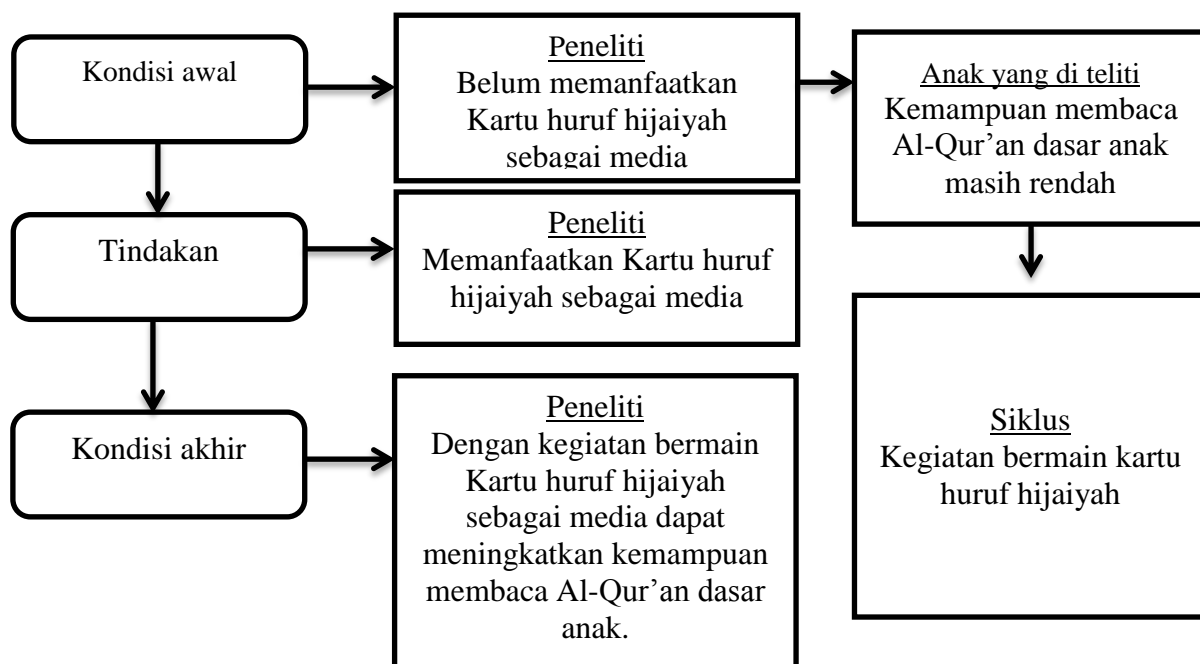 Kondisi awal
Peneliti
Belum memanfaatkan
Kartu huruf hijaiyah
sebagai media
Anak yang di teliti
Kemampuan membaca
Al-Qur’an dasar anak
masih rendah
Tindakan
Peneliti
Memanfaatkan Kartu huruf
hijaiyah sebagai media
Kondisi akhir
Peneliti
Dengan kegiatan bermain
Kartu huruf hijaiyah
sebagai media dapat
meningkatkan kemampuan
membaca Al-Qur’an dasar
anak.
Siklus
Kegiatan bermain kartu
huruf hijaiyah